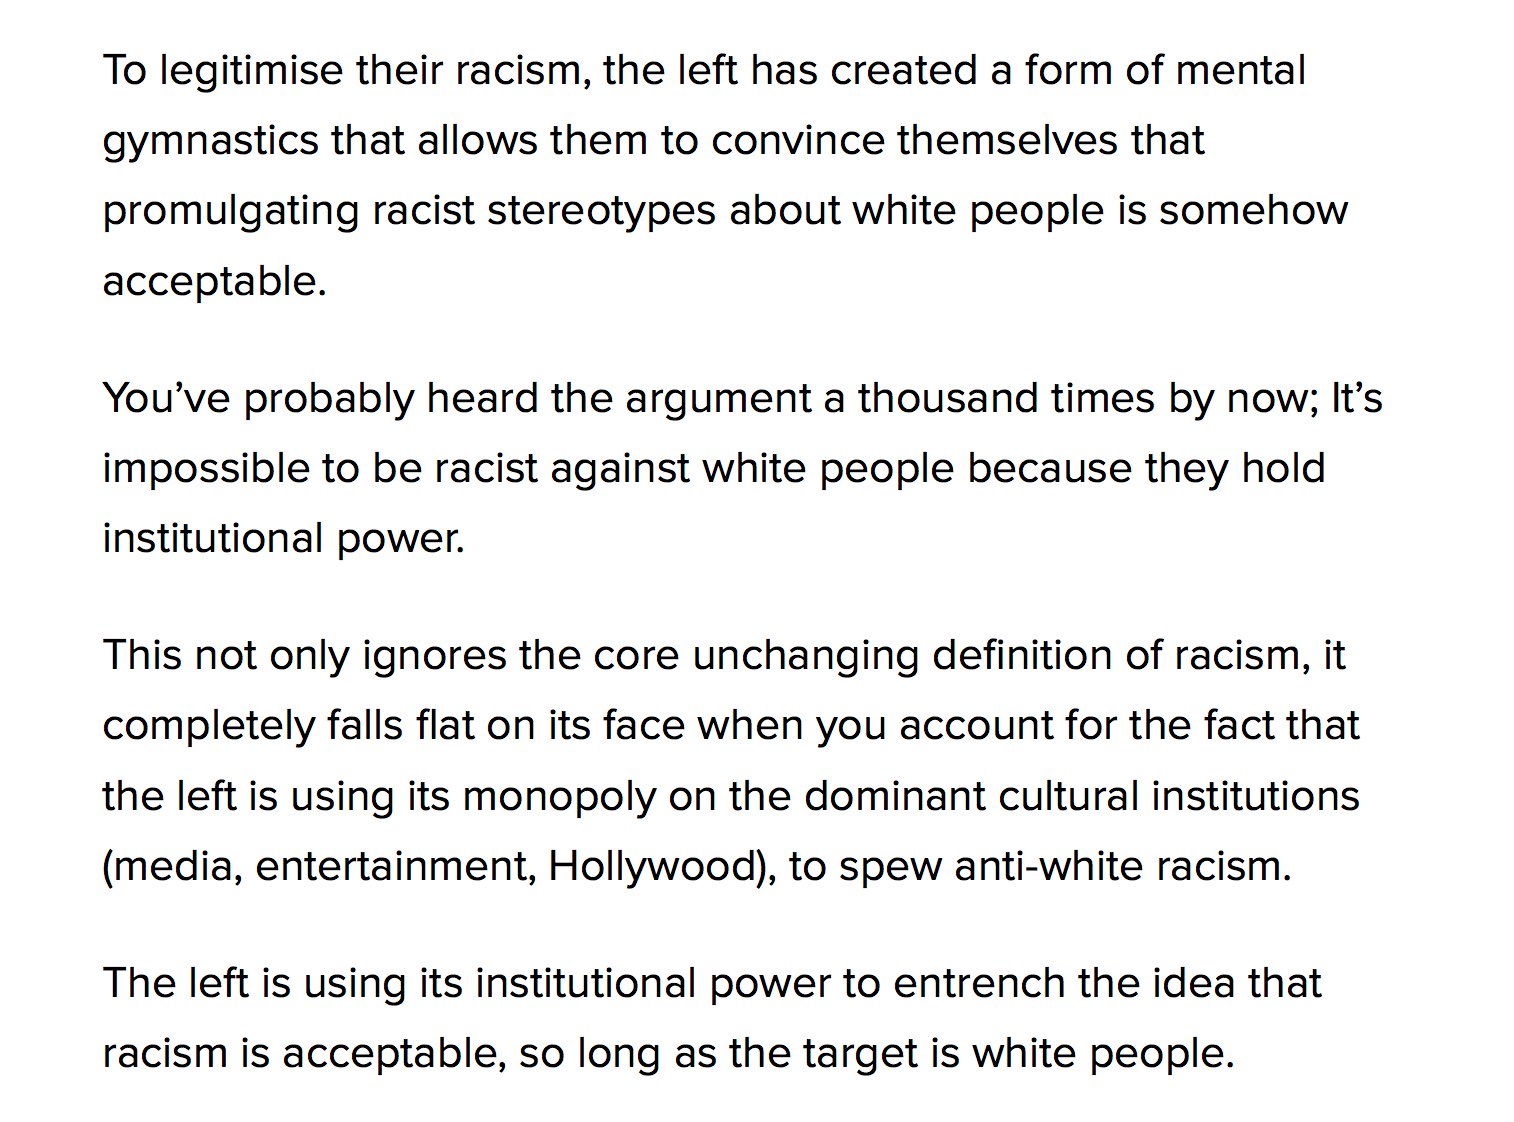 To legitimise their racism, the left has created a form of mental
gymnastics that allows them to convince themselves that
promulgating racist stereotypes about white people is somehow
acceptable.
You’ve probably heard the argument a thousand times by now; It’s
impossible to be racist against white people because they hold
institutional power.
This not only ignores the core unchanging definition of racism, it
completely falls flat on its face when you account for the fact that
the left is using its monopoly on the dominant cultural institutions
(media, entertainment, Hollywood), to spew anti-white racism.
The left is using its institutional power to entrench the idea that
racism is acceptable, so long as the target is white people.